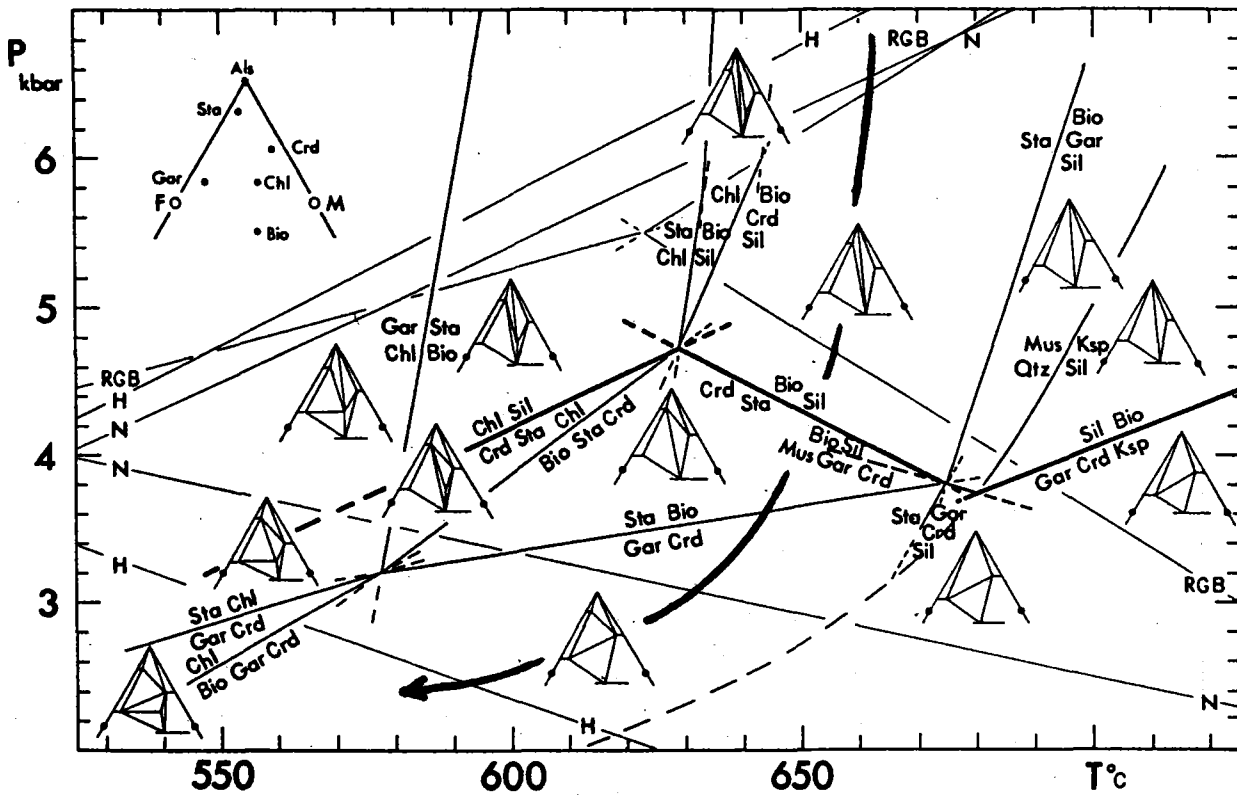 P
kbar
6
5
4
3
Als
Sta
Crd
Gar
Chl
F
M
Bio
H
RGB
N
Bio
Sta Gar
Sil
Chl Bio
Crd
Sil
Sta Bio
Chl Sil
Gar Sta
Chl Bio
RGB
H
N
N
H
Mus Ksp
Qtz Sil
Chl Sil
Crd Sta Chl
Bio Sta Crd
Crd Bio
Sta Sil
Bio Sil
Mus Gar Crd
Sil Bio
Gar Crd Ksp
Sta Bio
Gar Crd
Sta Gar
Crd
Sil
RGB
Sta Chl
Gar Crd
Chl
Bio Gar Crd
N
H
550
600
650
T°c